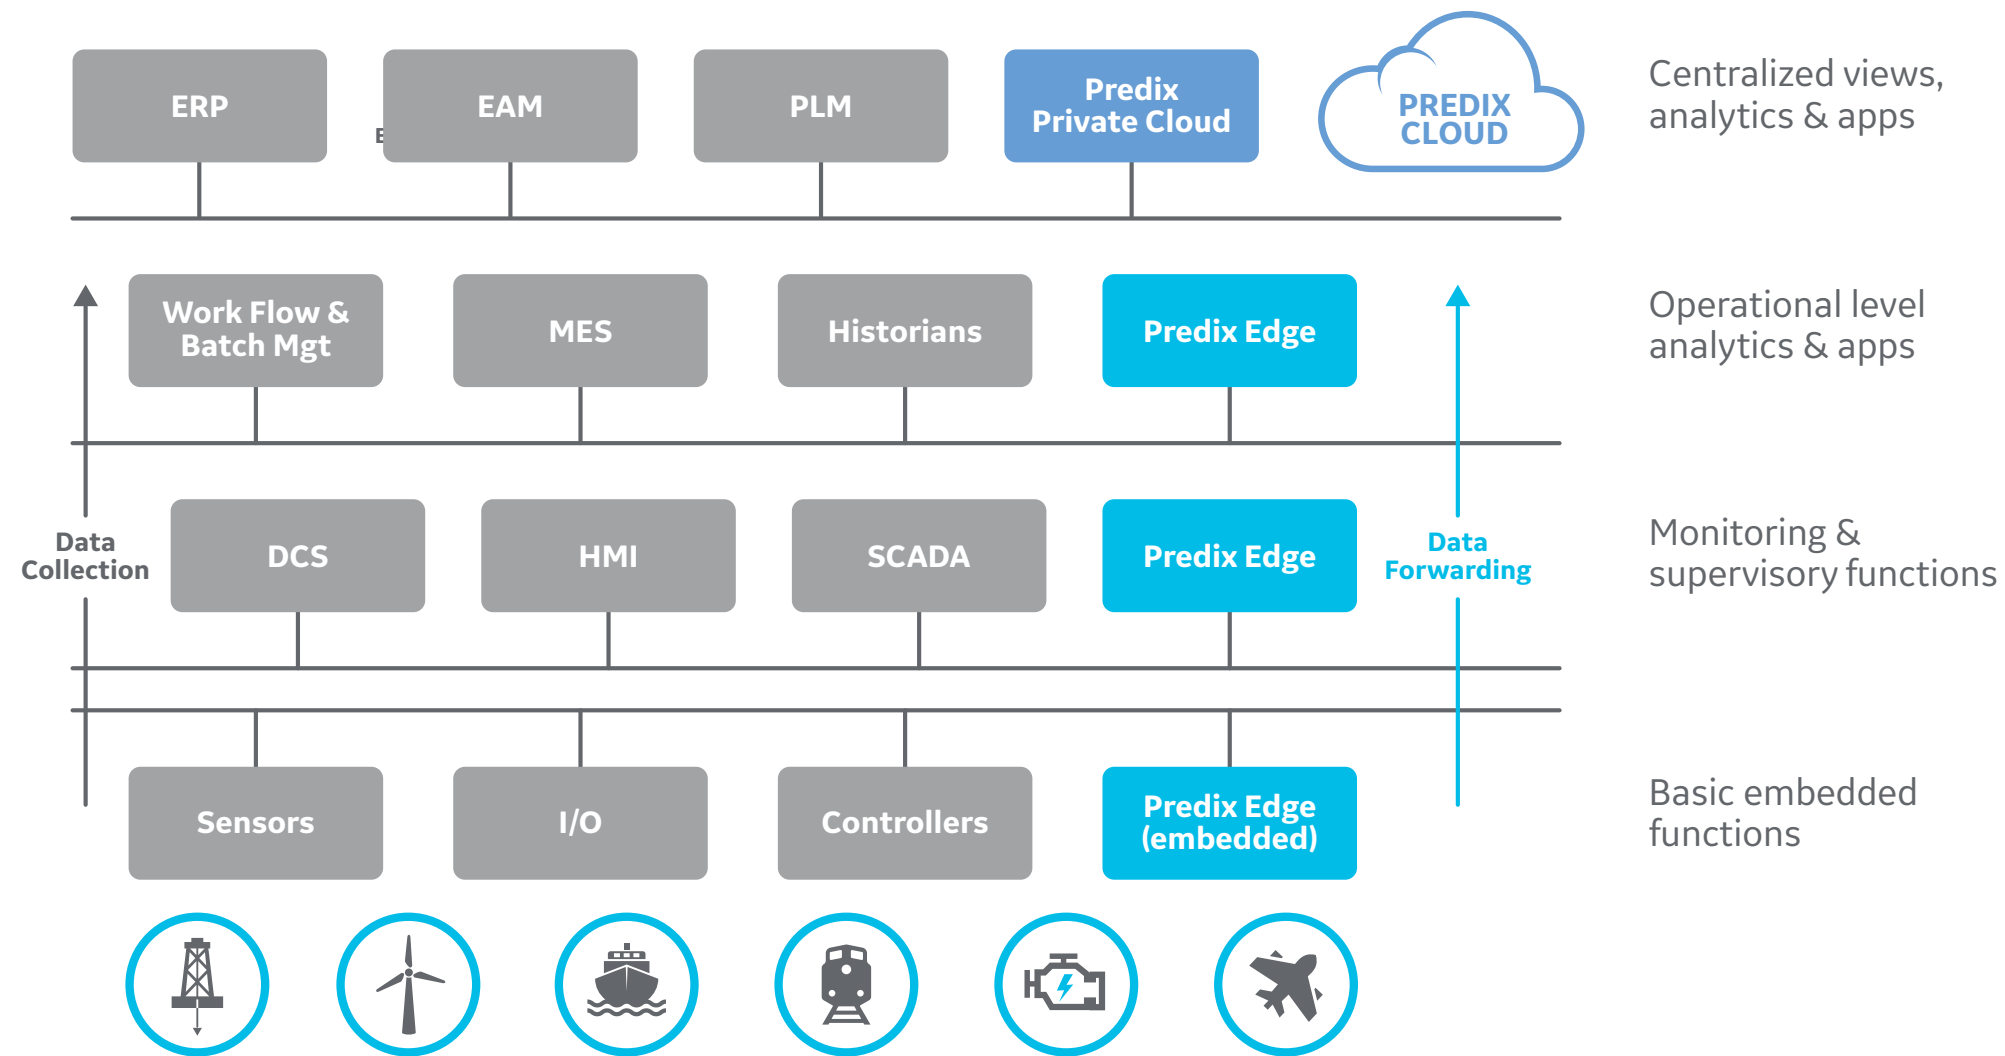 ERP
E
EAM
PLM
Predix
Private Cloud
PREDIX
CLOUD
Centralized views,
analytics & apps
Work Flow &
Batch Mgt
MES
Historians
Predix Edge
Operational level
analytics & apps
Data
Collection
DCS
HMI
SCADA
Predix Edge
Data
Forwarding
Monitoring &
supervisory functions
Sensors
I/O
Controllers
Predix Edge
(embedded)
Basic embedded
functions